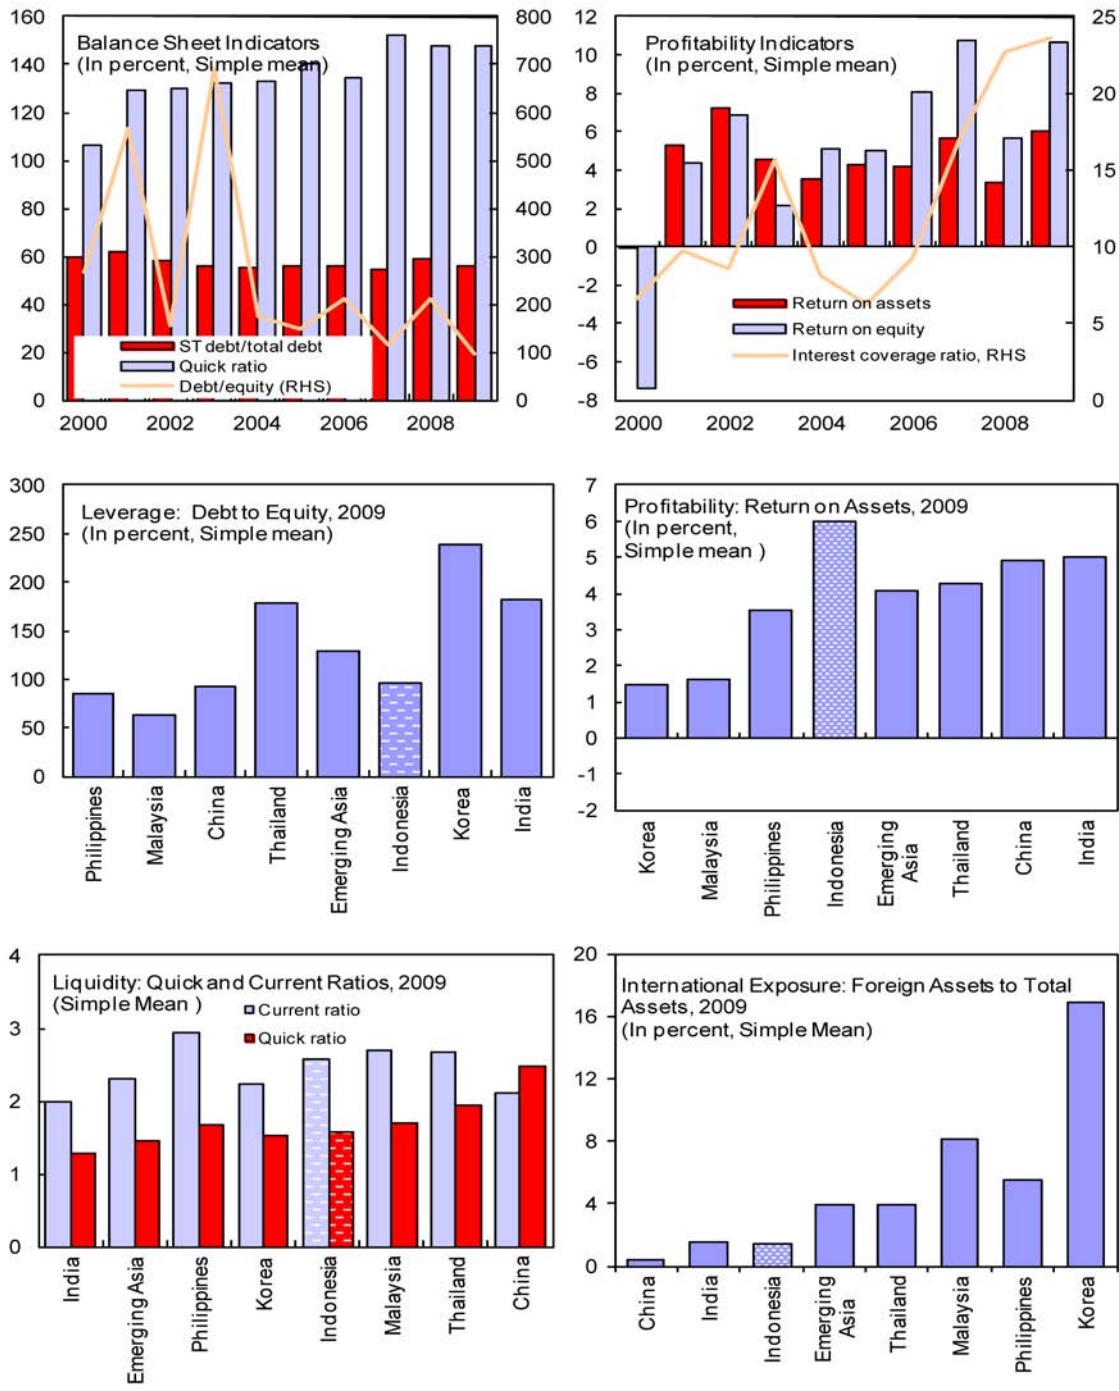 Balance Sheet Indicators
(In percent, Simple mean)
160
140
120
100
80
60
40
20
0
800
700
600
500
400
300
200
100
0
ST debt/total debt
Quick ratio
Debt/equity (RHS)
2000 2002 2004 2006 2008
Profitability Indicators
(In percent, Simple mean)
12
10
8
6
4
2
0
-2
-4
-6
-8
25
20
15
10
5
0
Return on assets
Return on equity
Interest coverage ratio, RHS
2000 2002 2004 2006 2008
Leverage: Debt to Equity, 2009
(In percent, Simple mean)
300
250
200
150
100
50
0
Philippines
Malaysia
China
Thailand
Emerging Asia
Indonesia
Korea
India
Profitability: Return on Assets, 2009
(In percent,
Simple mean )
7
6
5
4
3
2
1
0
-1
-2
Korea
Malaysia
Philippines
Indonesia
Emerging
Asia
Thailand
China
India
Liquidity: Quick and Current Ratios, 2009
(Simple Mean )
Current ratio
Quick ratio
4
3
2
1
0
India
Emerging Asia
Philippines
Korea
Indonesia
Malaysia
Thailand
China
International Exposure: Foreign Assets to Total
Assets, 2009
(In percent, Simple Mean)
20
16
12
8
4
0
China
India
Indonesia
Emerging
Asia
Thailand
Malaysia
Philippines
Korea